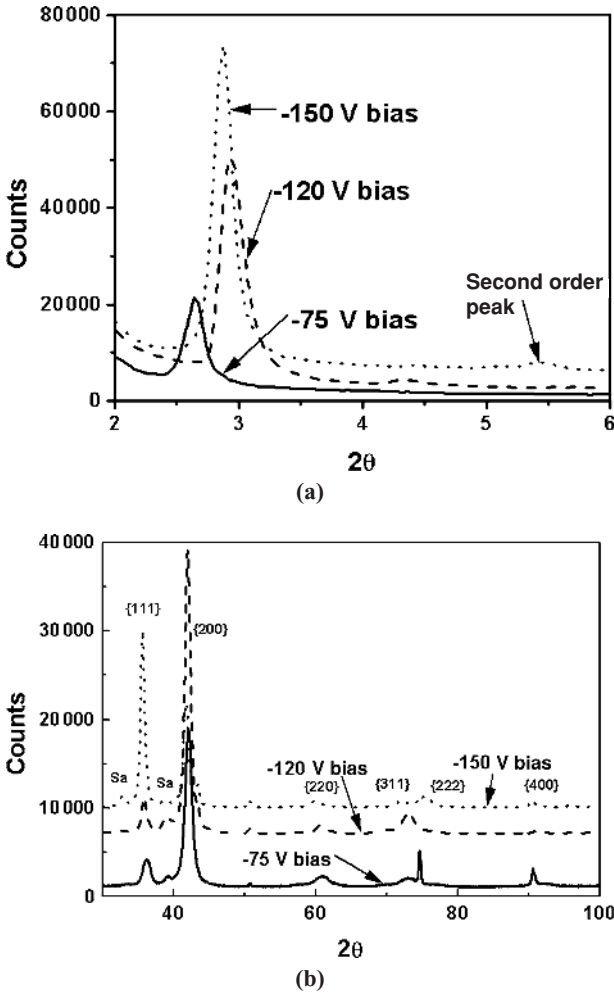 80000
60000
40000
20000
0
Counts
-150 V bias
-120 V bias
Second order
peak
-75 V bias
2 3 4 5 6
2θ
(a)
40 000
30 000
20 000
10 000
0
Counts
{111}
{200}
Sa Sa
-120 V bias {220} {311} {222} -150 V bias {400}
-75 V bias
40 60 80 100
2θ
(b)